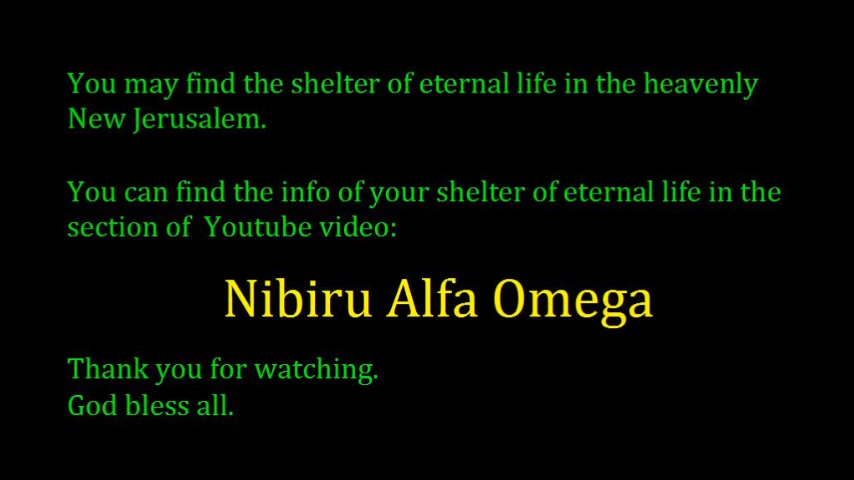 You may find the shelter of eternal life in the heavenly
New Jerusalem.
You can find the info of your shelter of eternal life in the
section of  Youtube video:
Nibiru Alfa Omega
Thank you for watching.
God bless all.